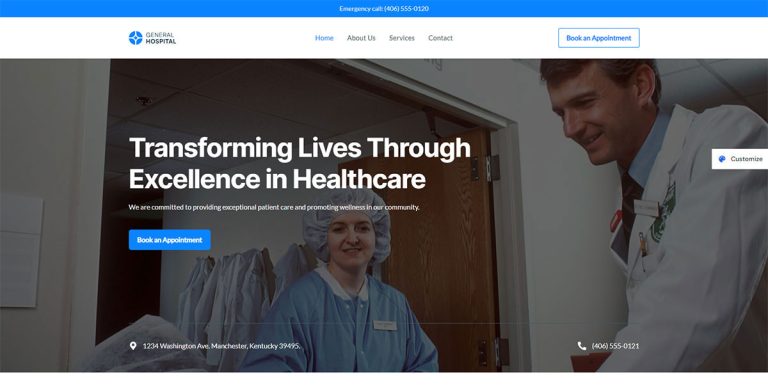 Emergency call: (406) 555-0120
GENERAL
HOSPITAL
Home About Us Services Contact
Book an Appointment
Transforming Lives Through
Excellence in Healthcare
We are committed to providing exceptional patient care and promoting wellness in our community.
Book an Appointment
Customize
1234 Washington Ave. Manchester, Kentucky 39495.
(406) 555-0121